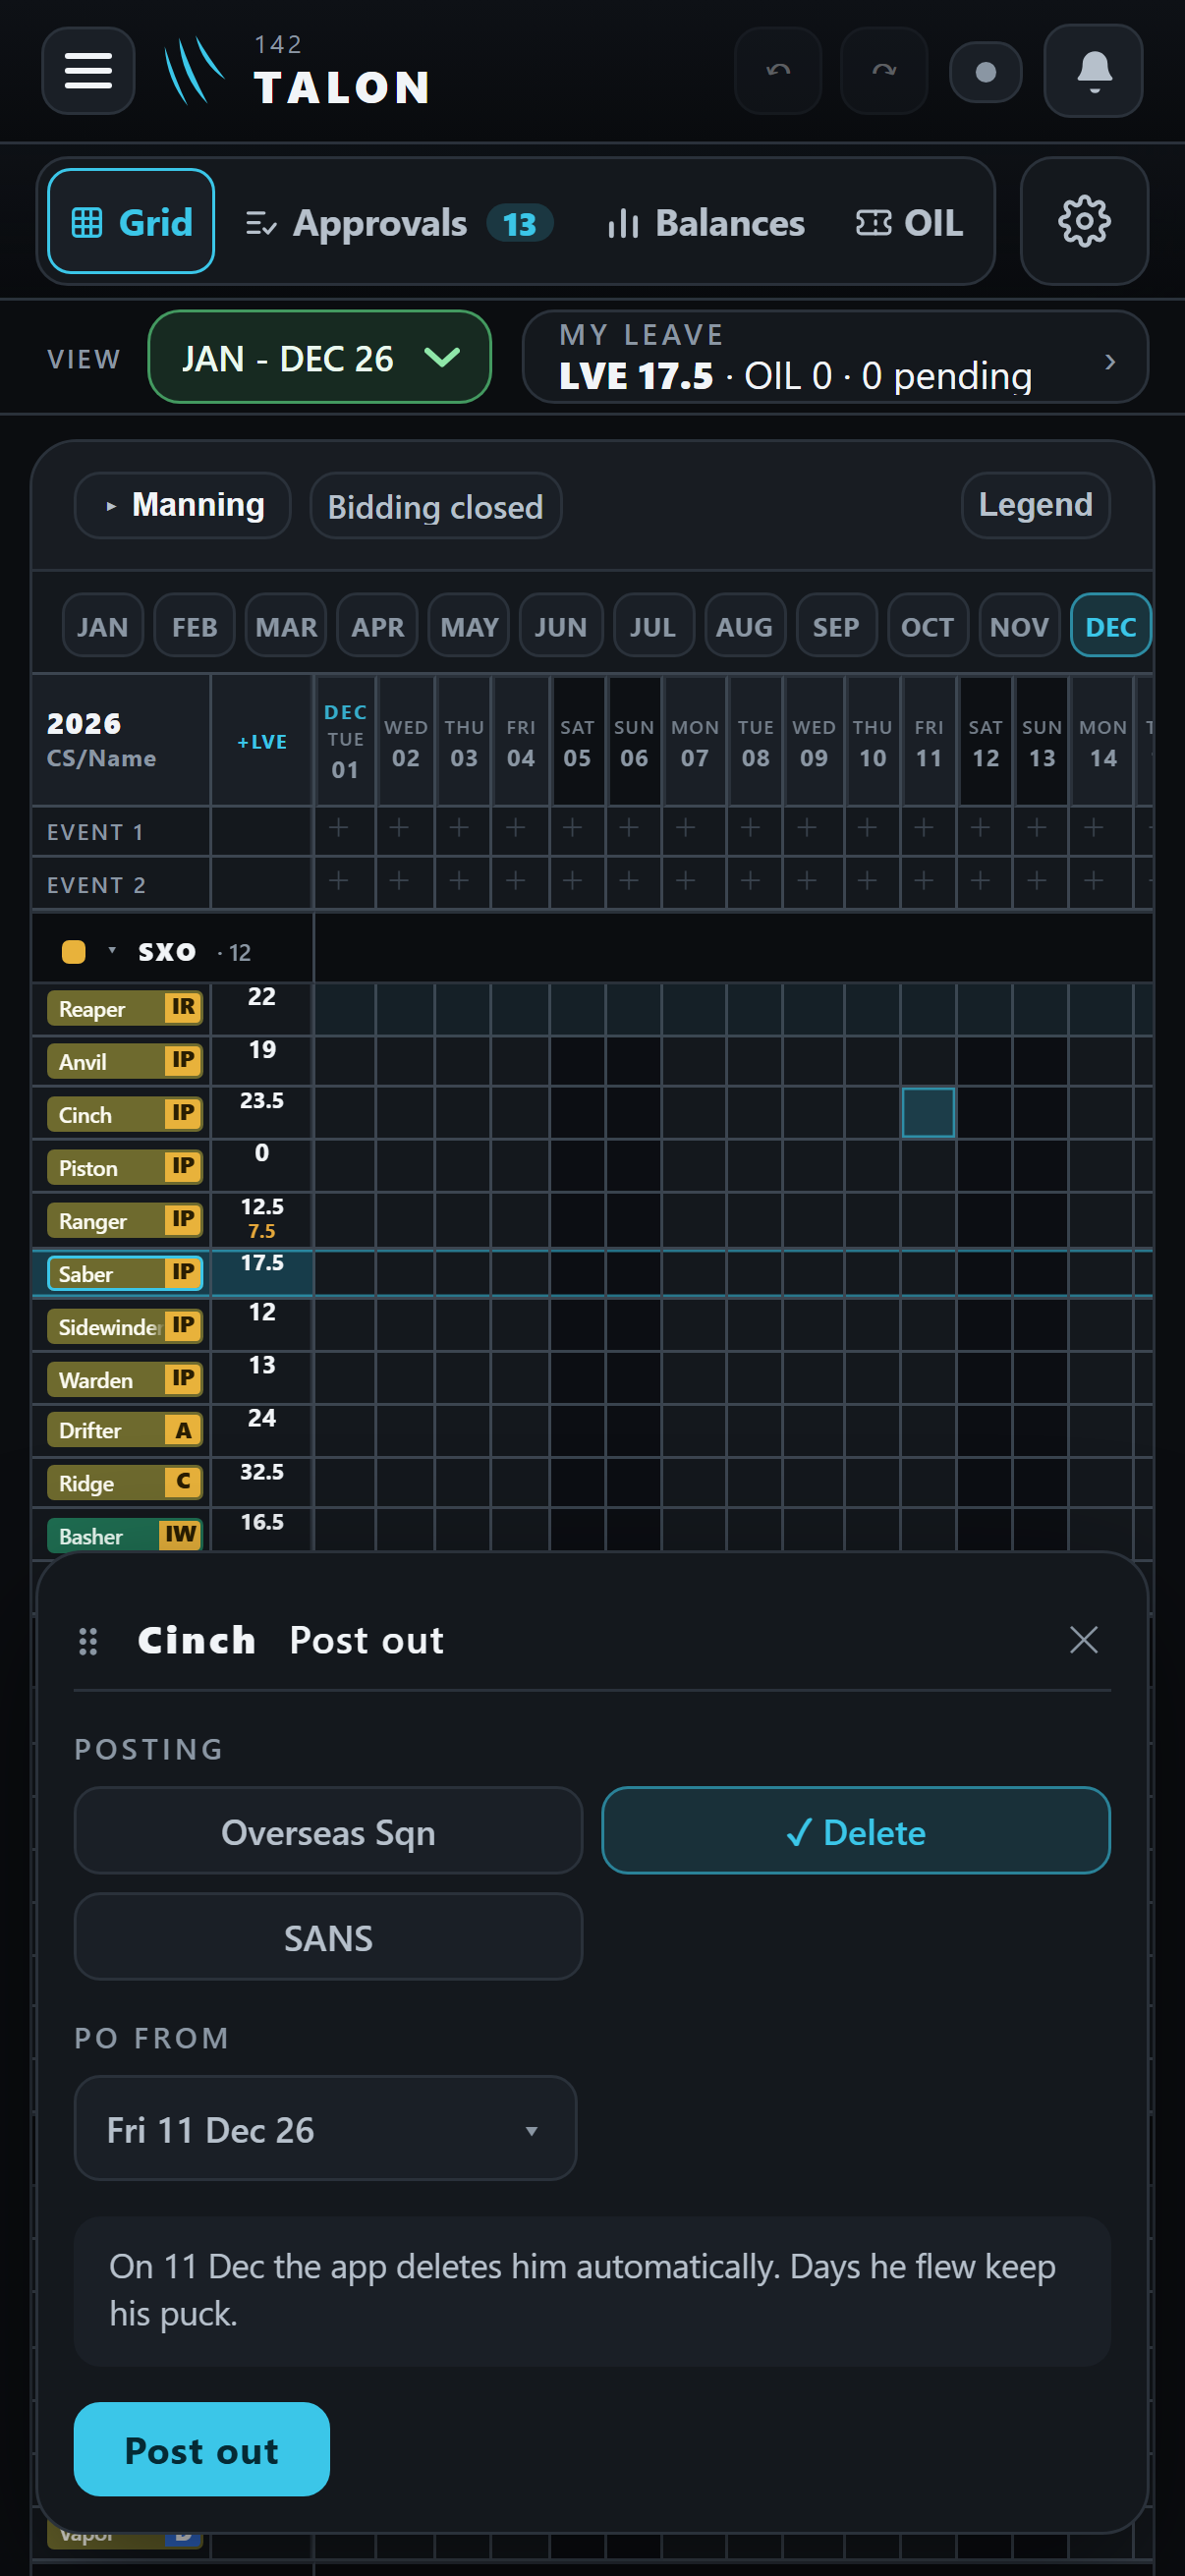 142
TALON
Grid
Approvals 13
Balances
OIL
VIEW
JAN - DEC 26
MY LEAVE
LVE 17.5 · OIL 0 · 0 pending
Manning
Bidding closed
Legend
JAN FEB MAR APR MAY JUN JUL AUG SEP OCT NOV DEC
2026
CS/Name
+LVE
DEC TUE 01
WED 02
THU 03
FRI 04
SAT 05
SUN 06
MON 07
TUE 08
WED 09
THU 10
FRI 11
SAT 12
SUN 13
MON 14
EVENT 1
EVENT 2
SXO · 12
Reaper IR 22
Anvil IP 19
Cinch IP 23.5
Piston IP 0
Ranger IP 12.5
7.5
Saber IP 17.5
Sidewinder IP 12
Warden IP 13
Drifter A 24
Ridge C 32.5
Basher IW 16.5
Cinch Post out
POSTING
Overseas Sqn
✓ Delete
SANS
PO FROM
Fri 11 Dec 26
On 11 Dec the app deletes him automatically. Days he flew keep
his puck.
Post out